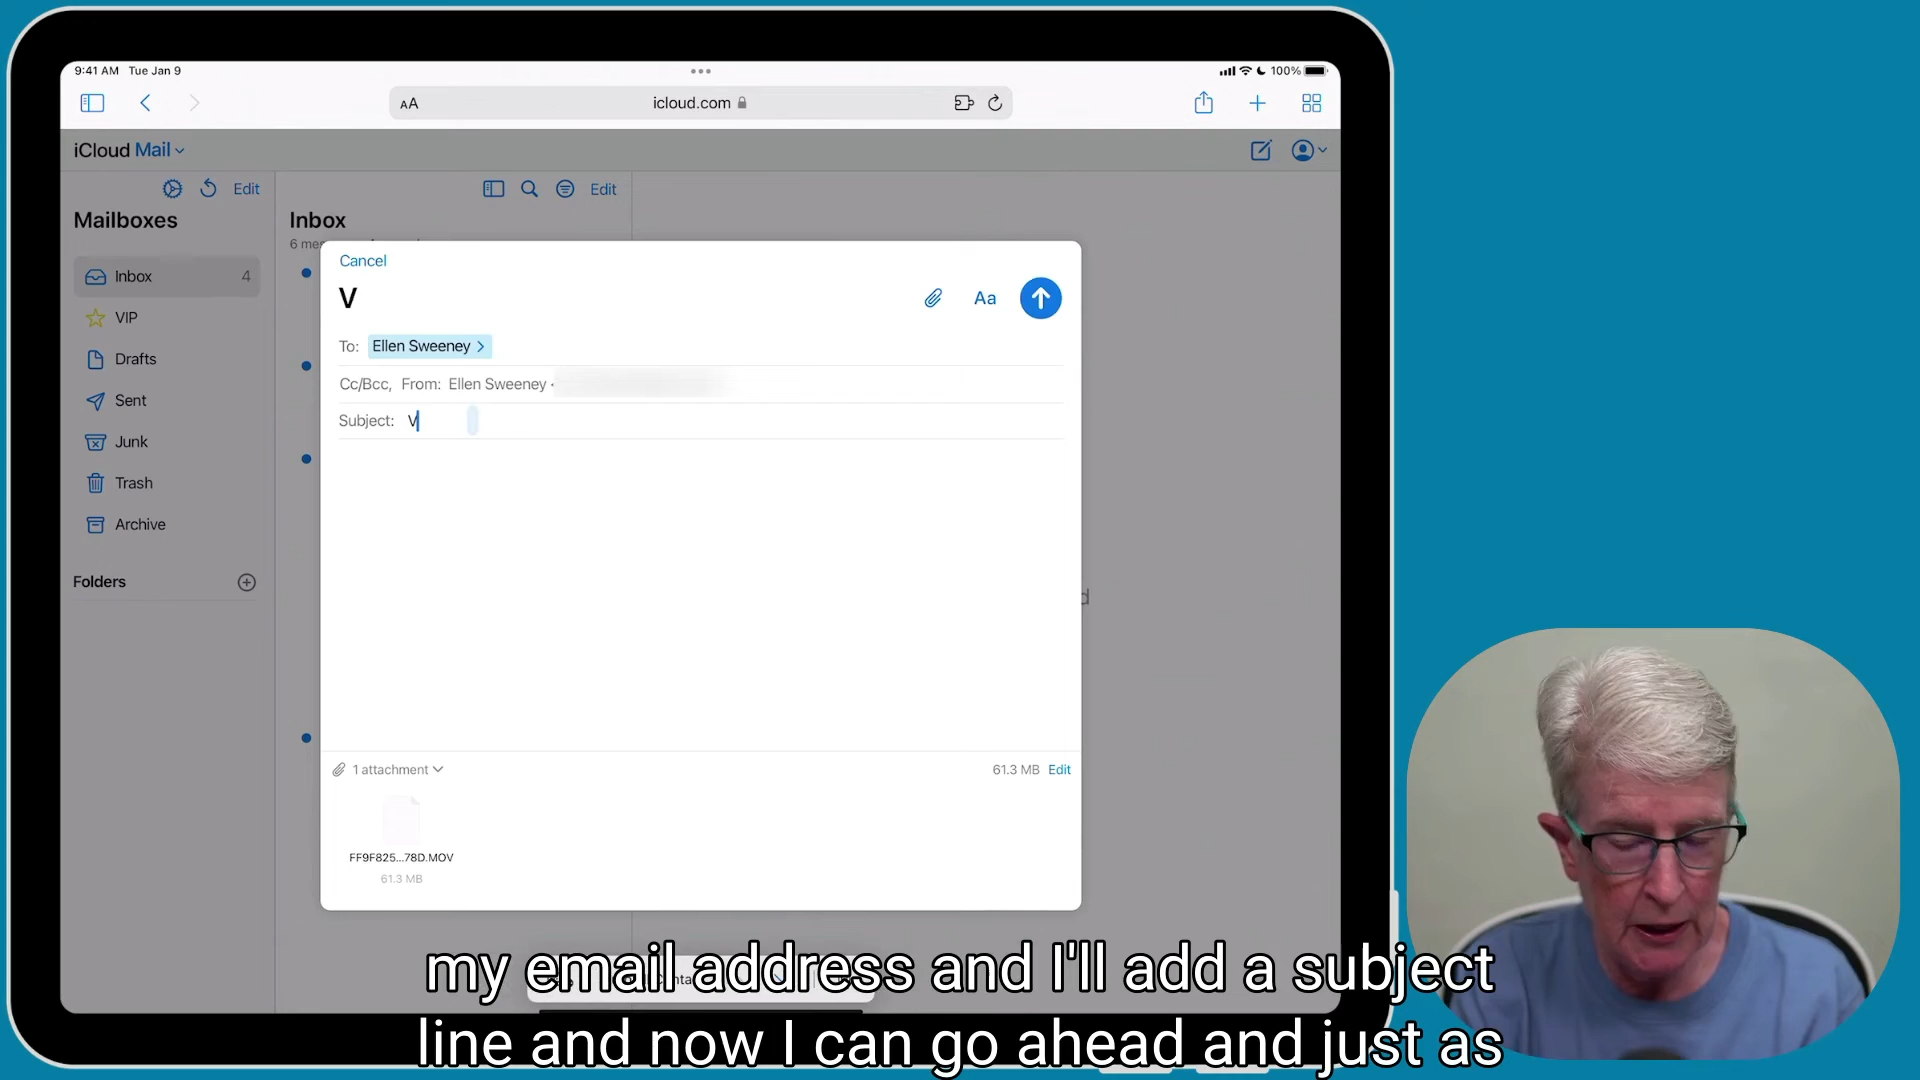 9:41 AM Tue Jan 9
100%
AA
icloud.com
iCloud Mail
Edit
Edit
Mailboxes
Inbox
6 mes
Inbox 4
VIP
Drafts
Sent
Junk
Trash
Archive
Folders
Cancel
V
Aa
To: Ellen Sweeney
Cc/Bcc, From: Ellen Sweeney
Subject: V
d
1 attachment
61.3 MB Edit
FF9F825...78D.MOV
61.3 MB
my email address and I'll add a subject
line and now I can go ahead and just as